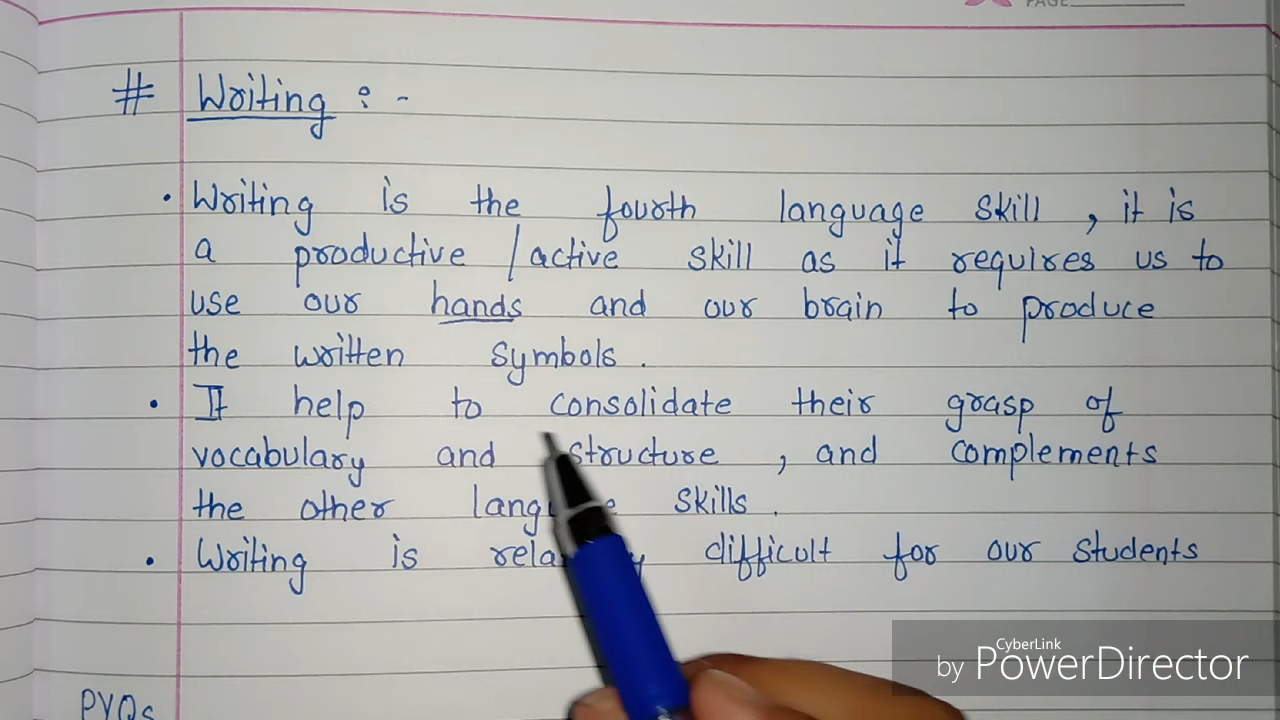 PAGE
# Writing : -
• Writing is the fourth language skill , it is
a productive / active skill as it requires us to
use our hands and our brain to produce
the written symbols .
• It help to consolidate their grasp of
vocabulary and structure , and complements
the other skills .
• Writing is difficult for our students
PYQs
CyberLink
by PowerDirector